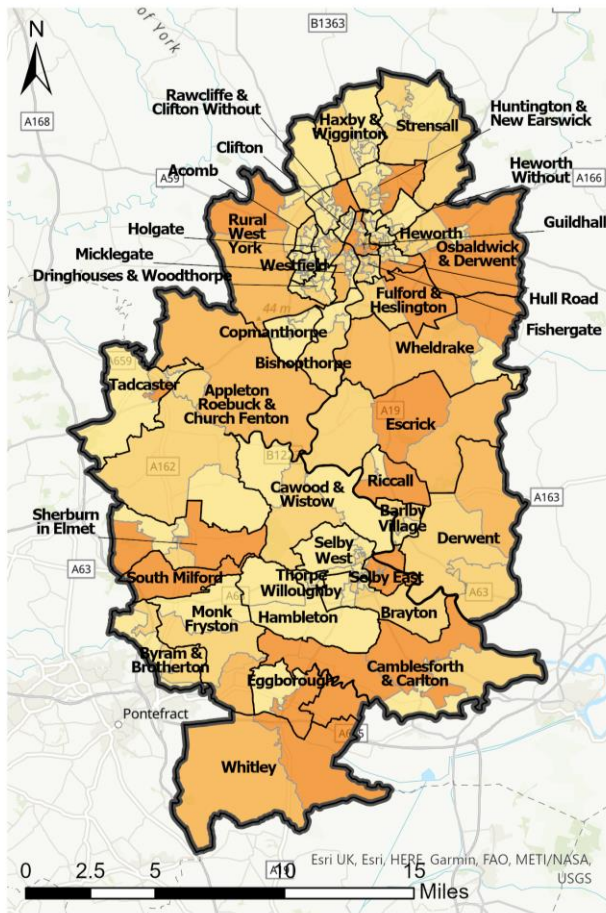 of York
B1363
N
A168
Rawcliffe &
Clifton Without
Haxby &
Wigginton
Strensall
Huntington &
New Earswick
Clifton
Heworth
Without
A166
Acomb
A59
Guildhall
Rural
West
York
Heworth
Holgate
Osbaldwick
& Derwent
Micklegate
Westfield
Dringhouses & Woodthorpe
Hull Road
Fulford &
Heslington
Fishergate
44 m
Copmanthorpe
Wheldrake
Bishopthorpe
A659
Tadcaster
Appleton
Roebuck &
Church Fenton
A19
Escrick
B12
A162
Cawood &
Wistow
Riccall
A163
Sherburn
in Elmet
Barlby
Village
Derwent
Selby
West
A63
South Milford
Thorpe
Willoughby
Selby East
A63
Monk
Fryston
Hambleton
Brayton
Byram &
Brotherton
Camblesforth
& Carlton
Eggborough
Pontefract
Whitley
A19
Esri UK, Esri, HERE, Garmin, FAO, METI/NASA,
USGS
0 2.5 5 10 15
Miles